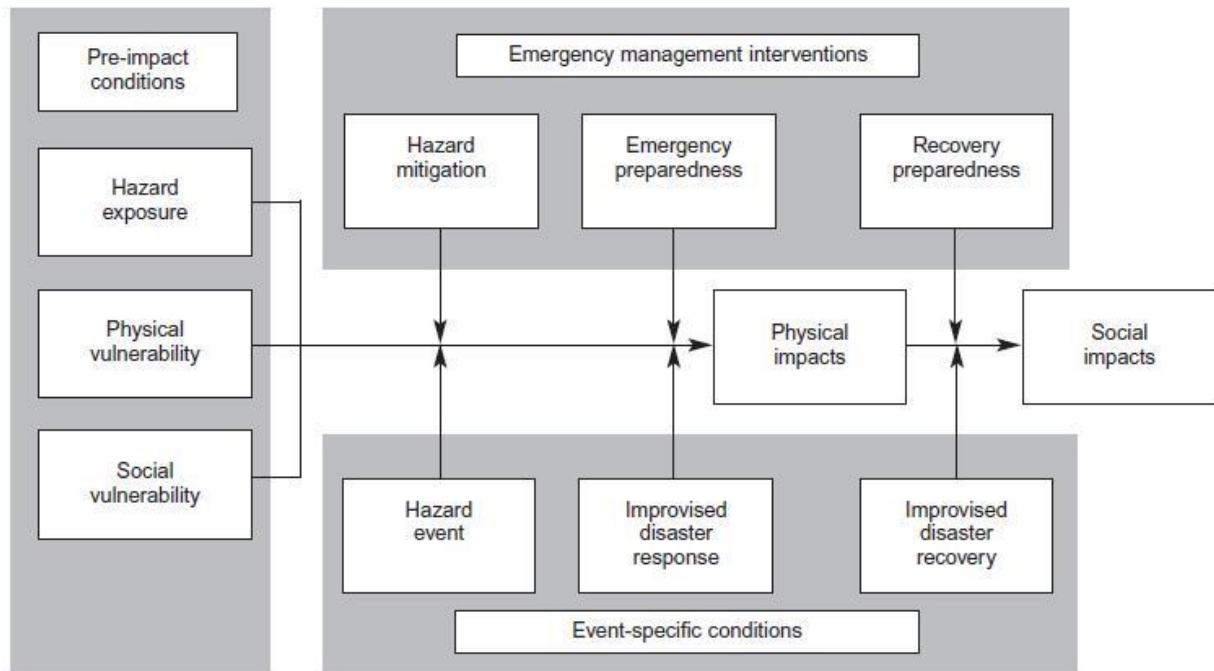 Pre-impact
conditions
Hazard
exposure
Physical
vulnerability
Social
vulnerability
Emergency management interventions
Hazard
mitigation
Emergency
preparedness
Recovery
preparedness
Physical
impacts
Social
impacts
Hazard
event
Improvised
disaster
response
Improvised
disaster
recovery
Event-specific conditions